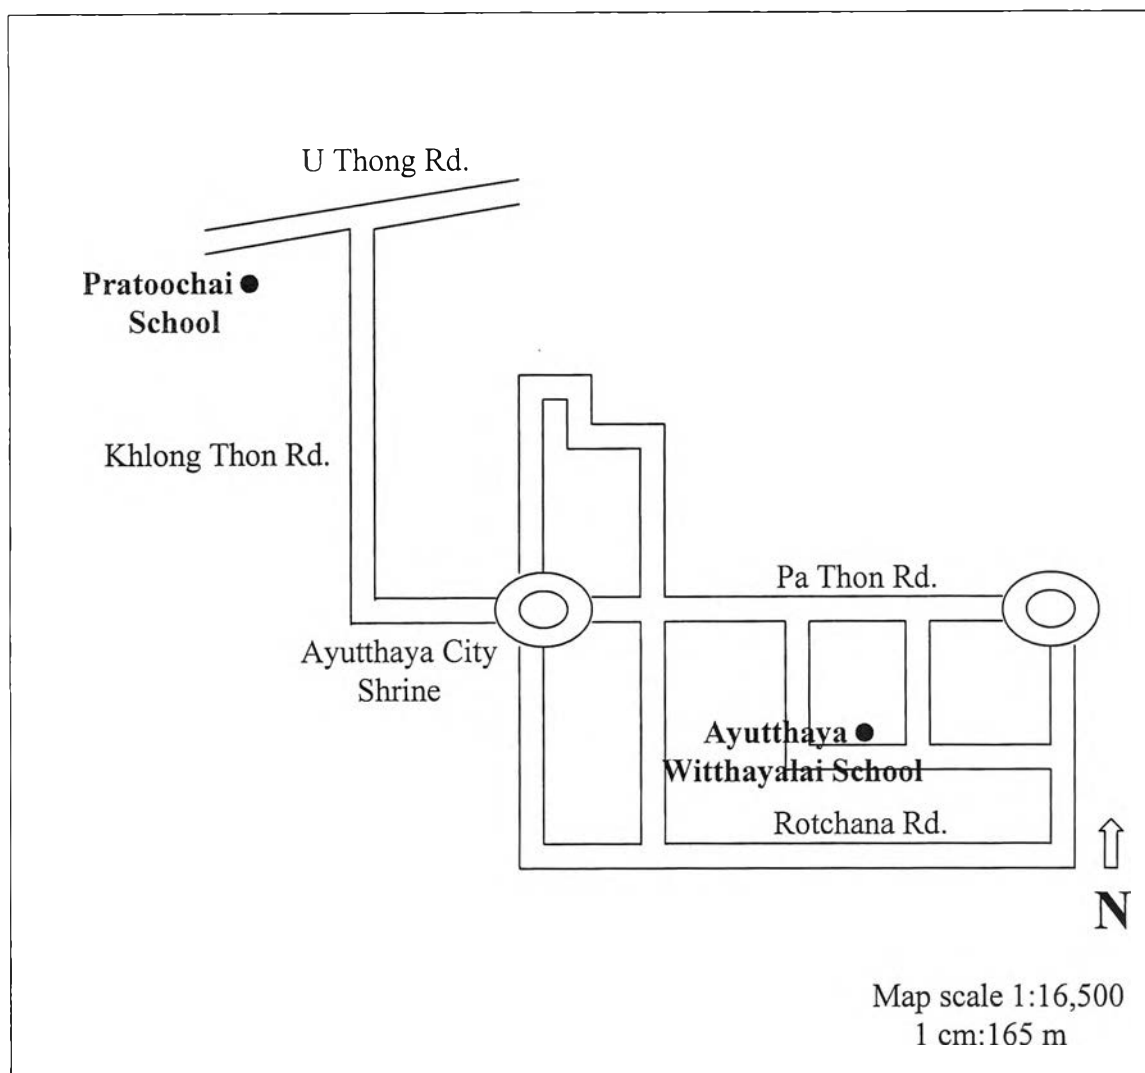 U Thong Rd.
Pratoochai
School
Khlong Thon Rd.
Pa Thon Rd.
Ayutthaya City
Shrine
Ayutthaya
Witthayalai School
Rotchana Rd.
N
Map scale 1:16,500
1 cm:165 m